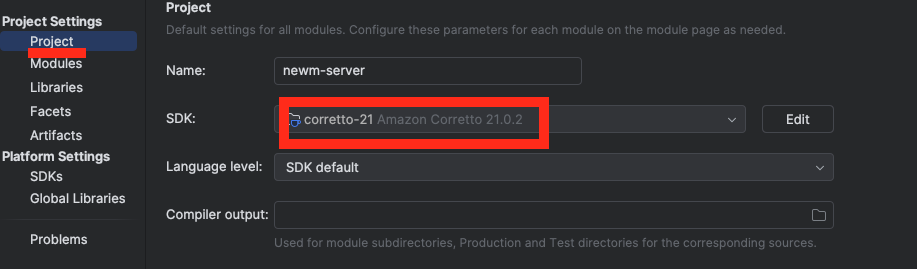 Project Settings
Project
Modules
Libraries
Facets
Artifacts
Platform Settings
SDKs
Global Libraries
Problems
Project
Default settings for all modules. Configure these parameters for each module on the module page as needed.
Name: newm-server
SDK: corretto-21 Amazon Corretto 21.0.2 Edit
Language level: SDK default
Compiler output:
Used for module subdirectories, Production and Test directories for the corresponding sources.